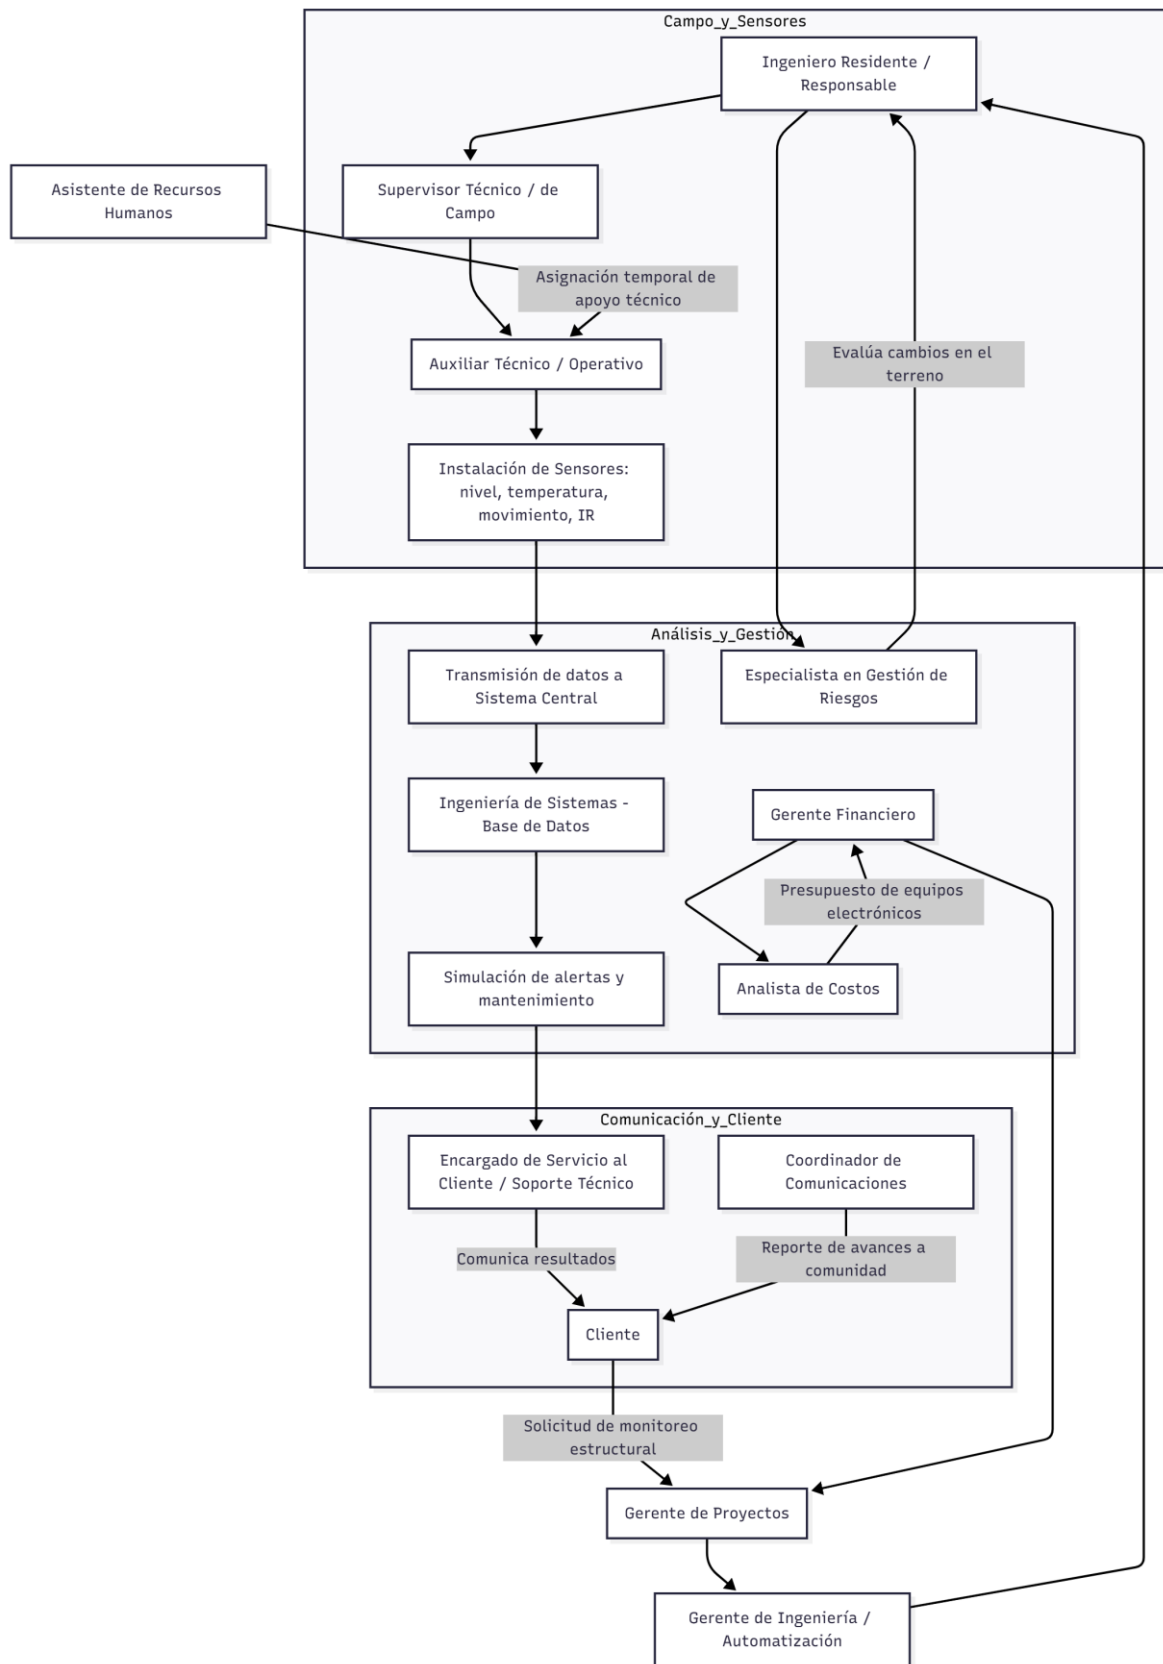 Campo_y_Sensores
Ingeniero Residente /
Responsable
Asistente de Recursos
Humanos
Supervisor Técnico / de
Campo
Asignación temporal de
apoyo técnico
Evalúa cambios en el
terreno
Auxiliar Técnico / Operativo
Instalación de Sensores:
nivel, temperatura,
movimiento, IR
Análisis_y_Gestión
Transmisión de datos a
Sistema Central
Especialista en Gestión de
Riesgos
Ingeniería de Sistemas -
Base de Datos
Gerente Financiero
Presupuesto de equipos
electrónicos
Simulación de alertas y
mantenimiento
Analista de Costos
Comunicación_y_Cliente
Encargado de Servicio al
Cliente / Soporte Técnico
Coordinador de
Comunicaciones
Comunica resultados
Reporte de avances a
comunidad
Cliente
Solicitud de monitoreo
estructural
Gerente de Proyectos
Gerente de Ingeniería /
Automatización